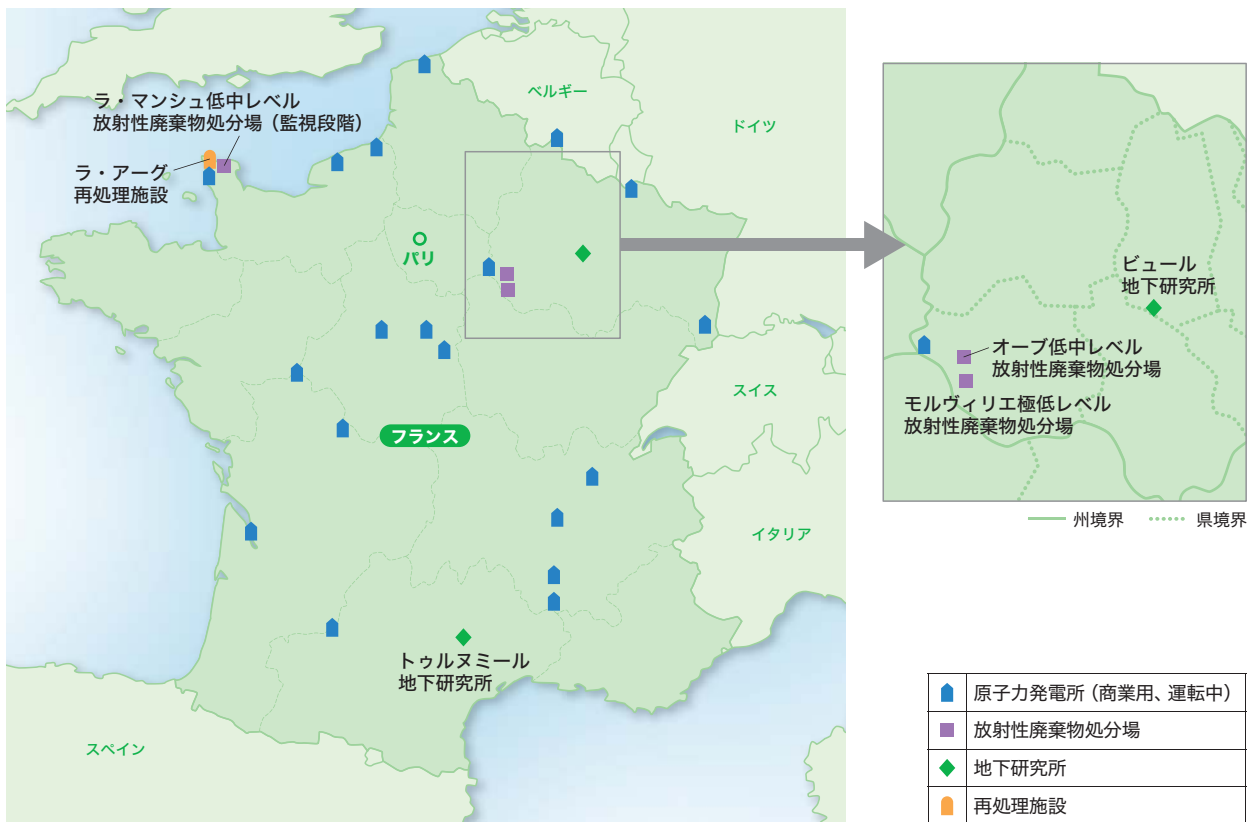 ラ・マンシュ低中レベル
放射性廃棄物処分場（監視段階）
ラ・アーグ
再処理施設
ベルギー
ドイツ
パリ
フランス
スイス
イタリア
トゥルヌミール
地下研究所
スペイン
ビュール
地下研究所
オーブ低中レベル
放射性廃棄物処分場
モルヴィリエ極低レベル
放射性廃棄物処分場
州境界 県境界
原子力発電所（商業用、運転中）
放射性廃棄物処分場
地下研究所
再処理施設